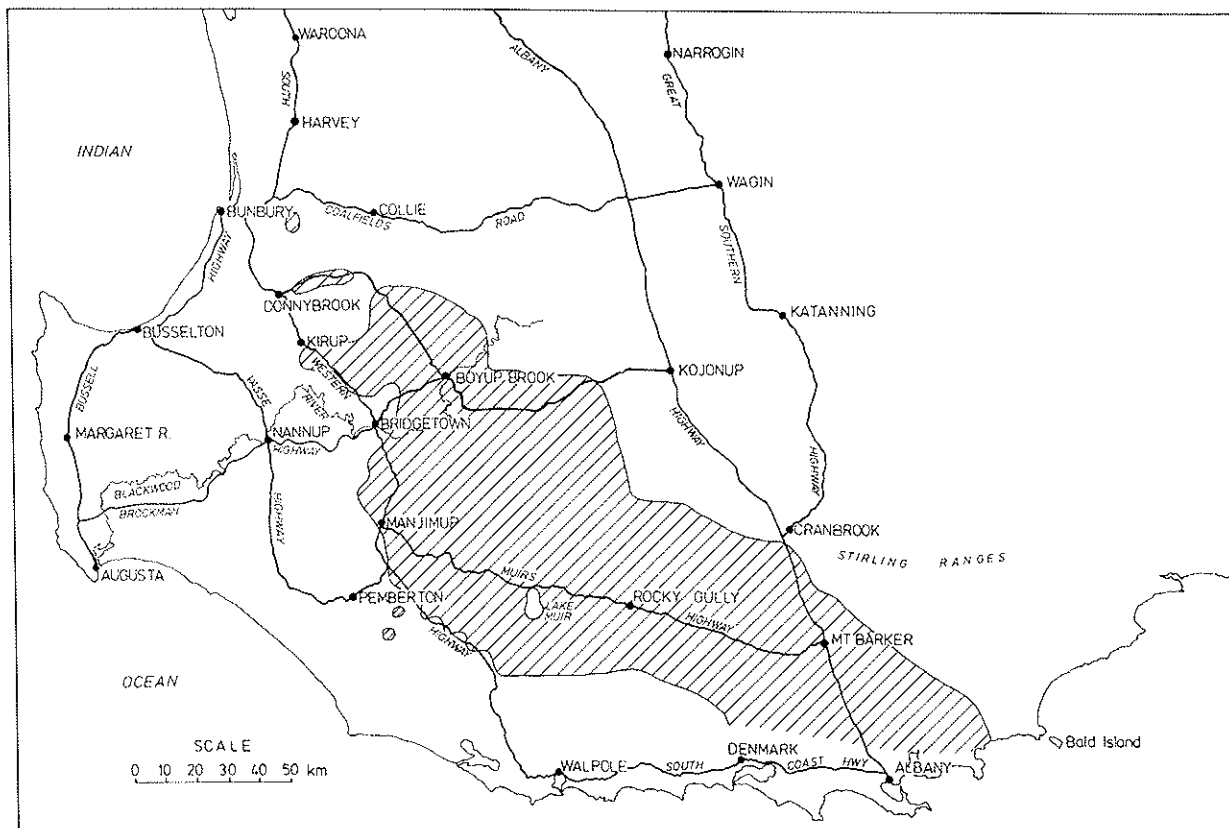 WAROONA
ALBANY
NARROGIN
GREAT
SOUTH
HARVEY
INDIAN
WAGIN
BUNBURY
COLLIE
COALFIELDS
ROAD
HIGHWAY
SOUTHERN
DONNYBROOK
KATANNING
BUSSELTON
KIRUP
WESTERN
BOYUP BROOK
KOJONUP
BUSSELL
VASSE
RIVER
HIGHWAY
MARGARET R.
NANNUP
BRIDGETOWN
HIGHWAY
HIGHWAY
BLACKWOOD
BROCKMAN
HIGHWAY
MANJIMUP
CRANBROOK
STIRLING RANGES
AUGUSTA
MUIRS
PEMBERTON
LAKE
MUIR
ROCKY GULLY
HIGHWAY
HIGHWAY
MT BARKER
OCEAN
SCALE
0 10 20 30 40 50 km
Bald Island
DENMARK
WALPOLE
SOUTH
COAST
HWY
ALBANY